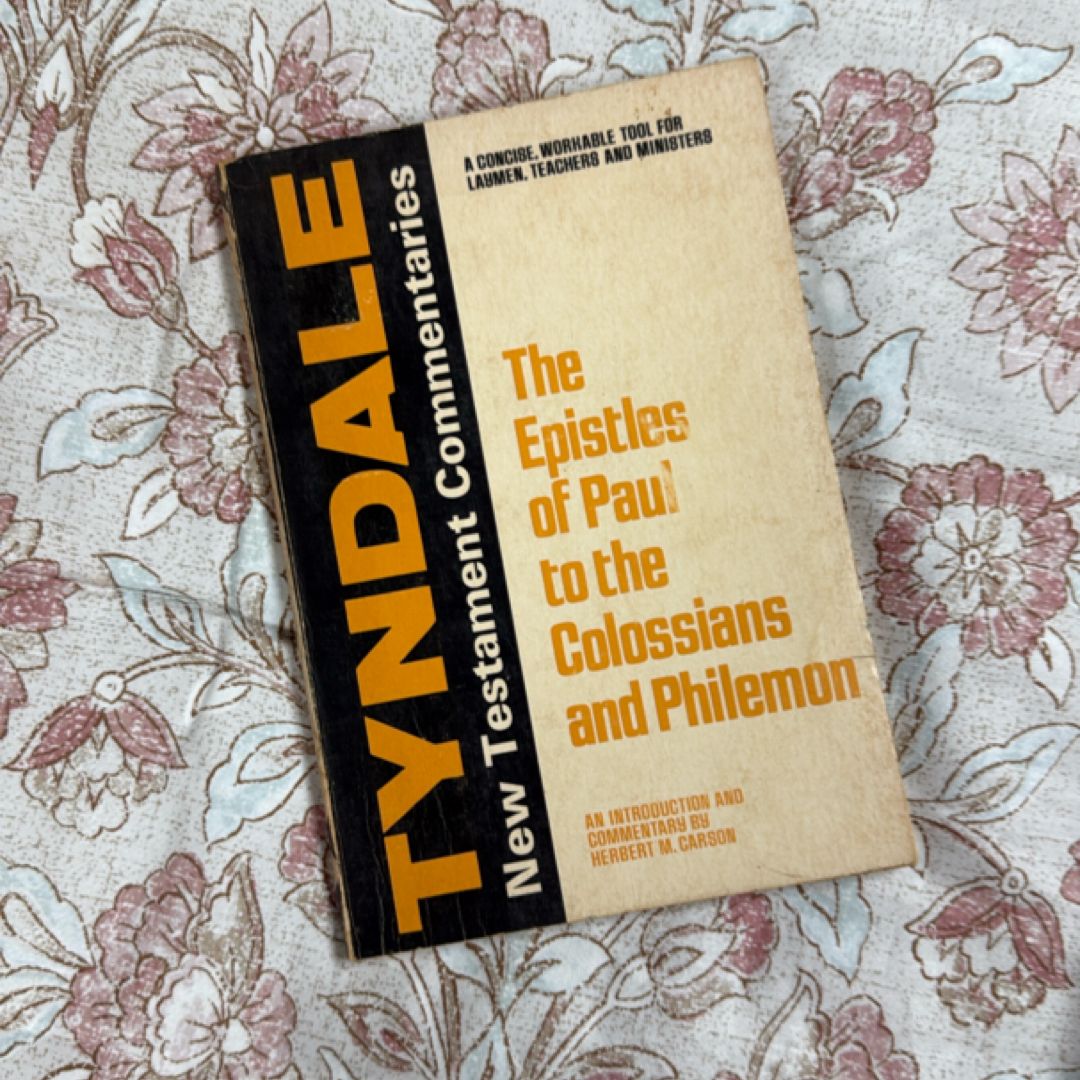 TYNDALE
New Testament Commentaries
A CONCISE, WORKABLE TOOL FOR
LAYMEN, TEACHERS AND MINISTERS
The
Epistles
of Paul
to the
Colossians
and Philemon
AN INTRODUCTION AND
COMMENTARY BY
HERBERT M. CARSON